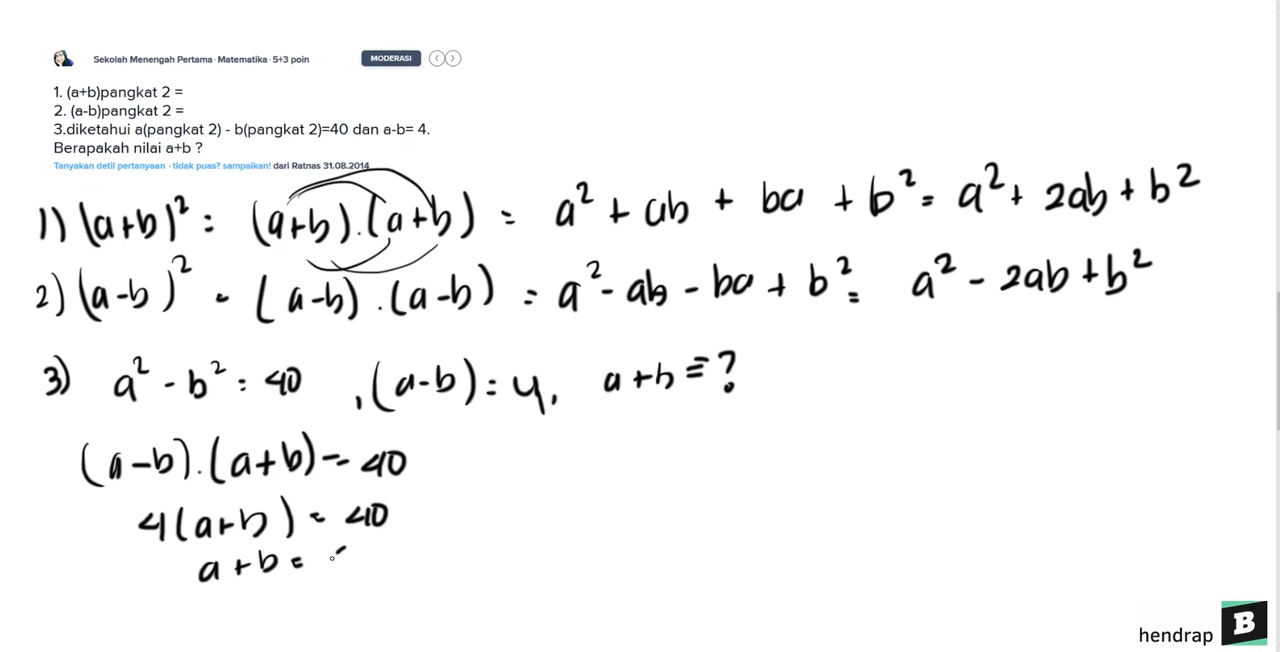 Sekolah Menengah Pertama · Matematika · 5+3 poin
MODERASI
1. (a+b)pangkat 2 =
2. (a-b)pangkat 2 =
3.diketahui a(pangkat 2) - b(pangkat 2)=40 dan a-b= 4.
Berapakah nilai a+b ?
Tanyakan detil pertanyaan - tidak puas? sampaikan! dari Ratnas 31.08.2014
1) (a+b)² = (a+b).(a+b) = a² + ab + ba + b² = a² + 2ab + b²
2) (a-b)² = (a-b).(a-b) = a² - ab - ba + b² = a² - 2ab + b²
3) a² - b² = 40 , (a-b) = 4, a+b = ?
(a-b).(a+b) = 40
4(a+b) = 40
a+b =
hendrap B